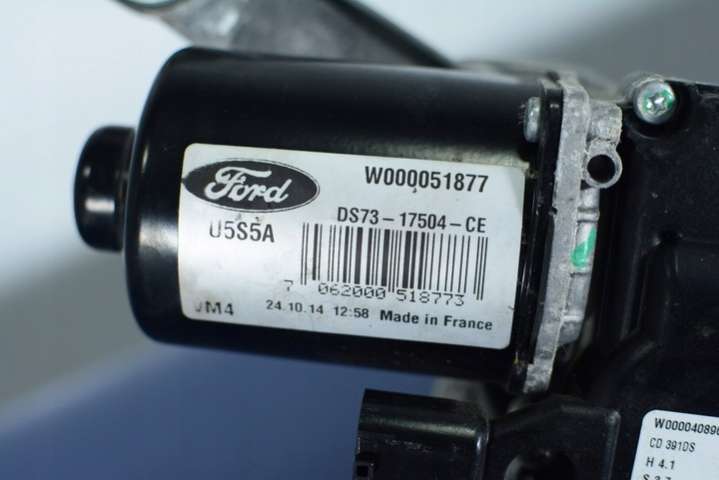 Ford
W000051877
U5S5A
DS73-17504-CE
7 062000 518773
JM4 24.10.14 12:58 Made in France
CD 391DS
H 4.1